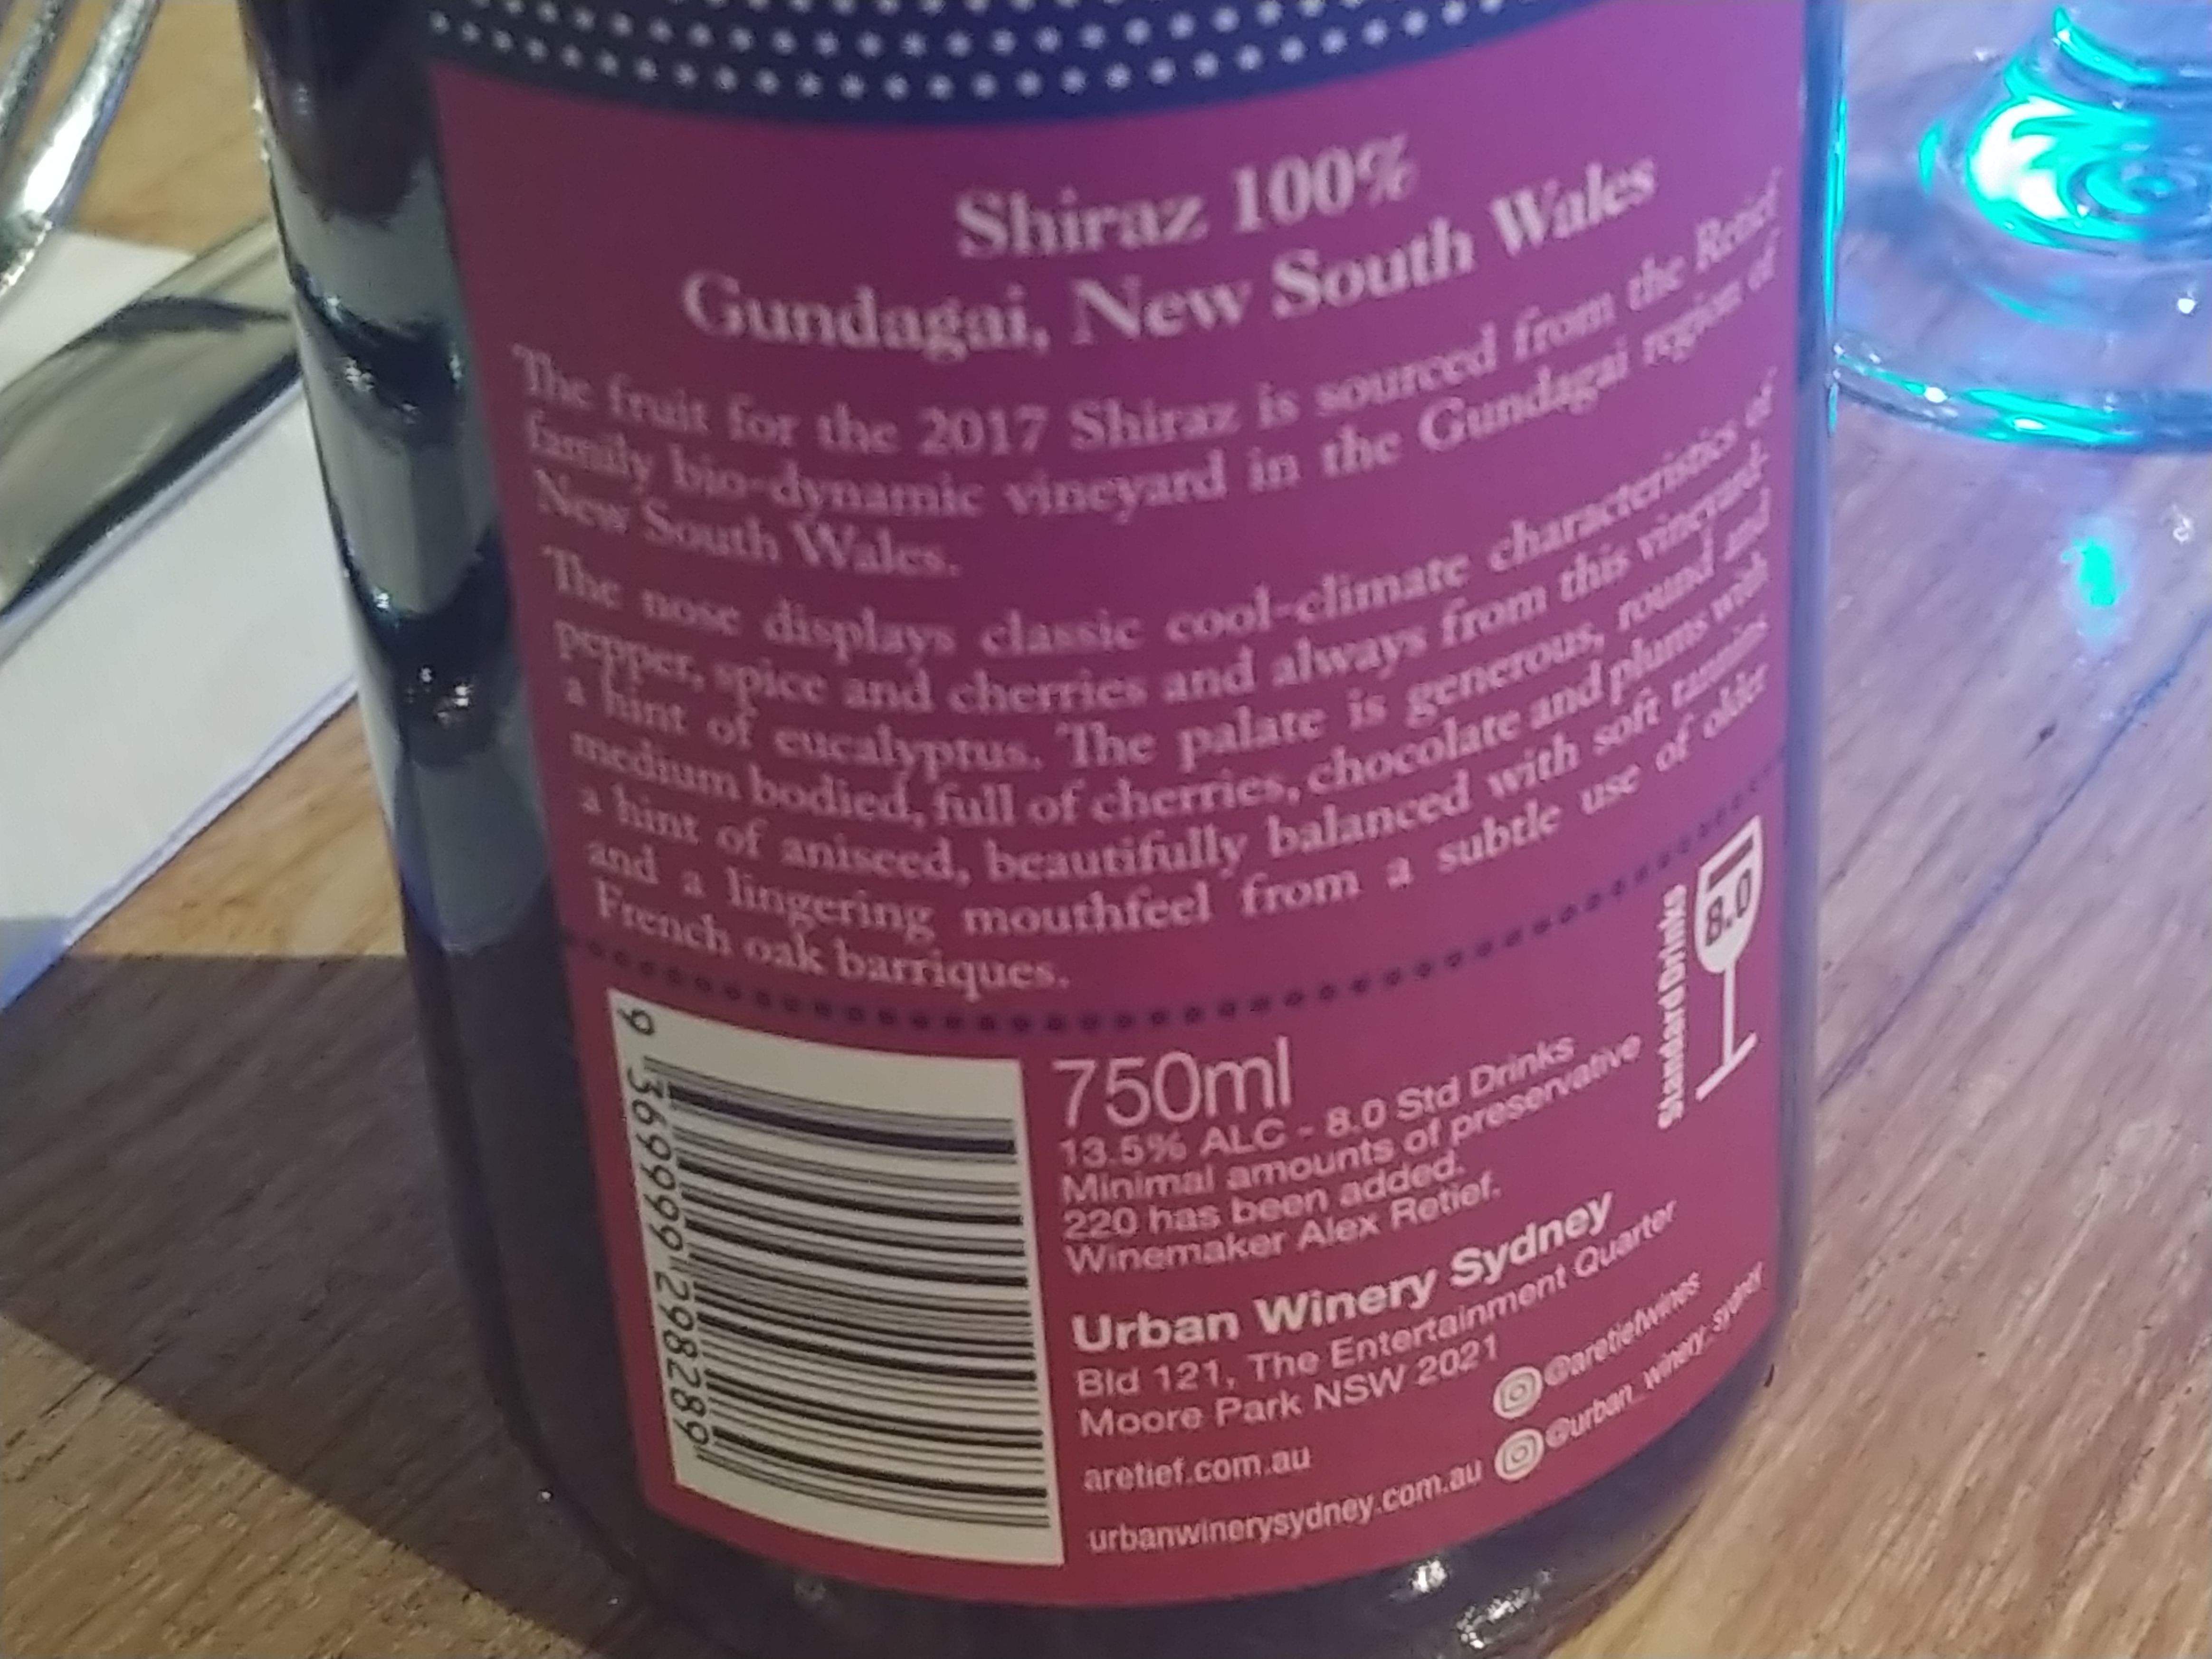 Shiraz 100%
Gundagai, New South Wales
The fruit for the 2017 Shiraz is sourced from the Retief
family bio-dynamic vineyard in the Gundagai region of
New South Wales.
The nose displays classic cool-climate characteristics of
pepper, spice and cherries and always from this vineyard-
a hint of eucalyptus. The palate is generous, round and
medium bodied, full of cherries, chocolate and plums with
a hint of aniseed, beautifully balanced with soft tannins
and a lingering mouthfeel from a subtle use of older
French oak barriques.
9 369999 298289
750ml
13.5% ALC - 8.0 Std Drinks
Minimal amounts of preservative
220 has been added.
Winemaker Alex Retief.
Standard Drinks
8.0
Urban Winery Sydney
Bld 121, The Entertainment Quarter
Moore Park NSW 2021
aretief.com.au
@aretiefwines
urbanwinerysydney.com.au
@urban_winery_sydney